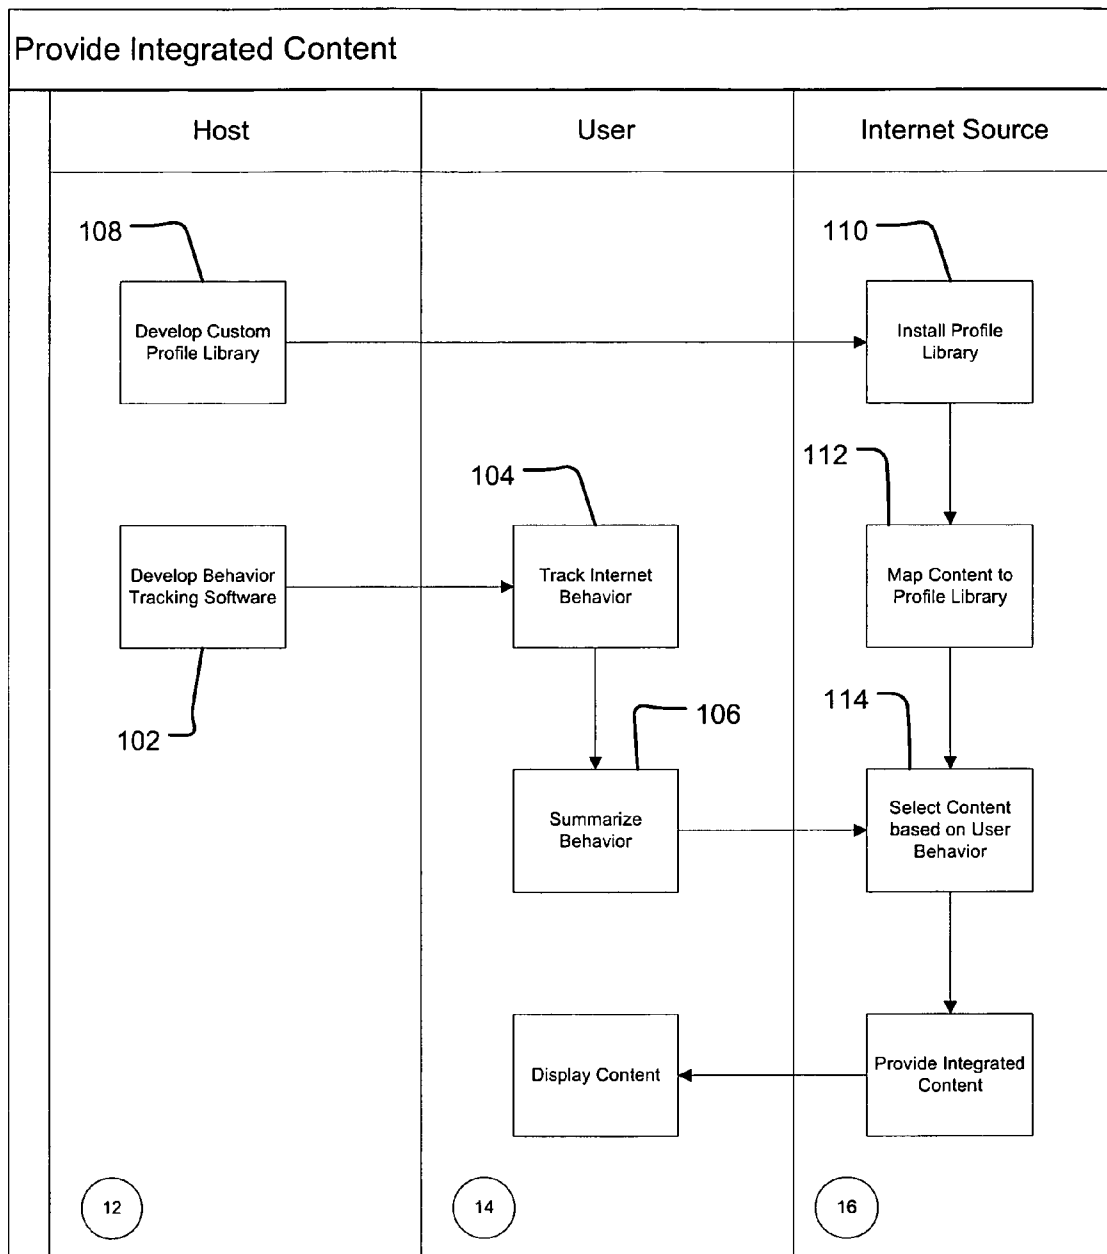 Provide Integrated Content
Host
User
Internet Source
108
110
Develop Custom
Profile Library
Install Profile
Library
104
112
Develop Behavior
Tracking Software
Track Internet
Behavior
Map Content to
Profile Library
102
106
114
Summarize
Behavior
Select Content
based on User
Behavior
Display Content
Provide Integrated
Content
12
14
16